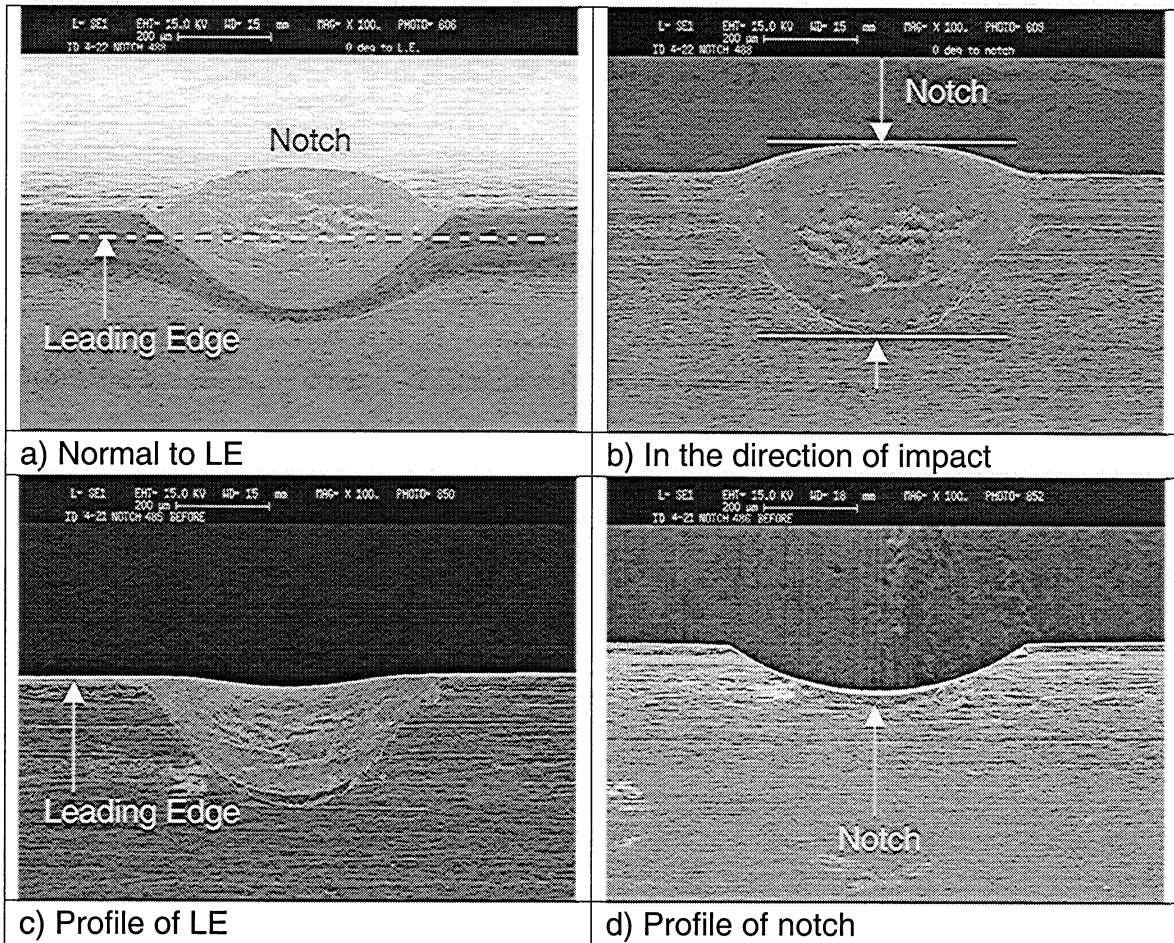 L= SE1 EHT= 15.0 KV WD= 15 mm MAG= X 100. PHOTO= 606
200 µm
ID 4-22 NOTCH 488 0 deg to L.E.
Notch
Leading Edge
a) Normal to LE
L= SE1 EHT= 15.0 KV WD= 15 mm MAG= X 100. PHOTO= 609
200 µm
ID 4-22 NOTCH 488 0 deg to notch
Notch
b) In the direction of impact
L= SE1 EHT= 15.0 KV WD= 15 mm MAG= X 100. PHOTO= 850
200 µm
ID 4-21 NOTCH 485 BEFORE
Leading Edge
c) Profile of LE
L= SE1 EHT= 15.0 KV WD= 18 mm MAG= X 100. PHOTO= 852
200 µm
ID 4-21 NOTCH 486 BEFORE
Notch
d) Profile of notch